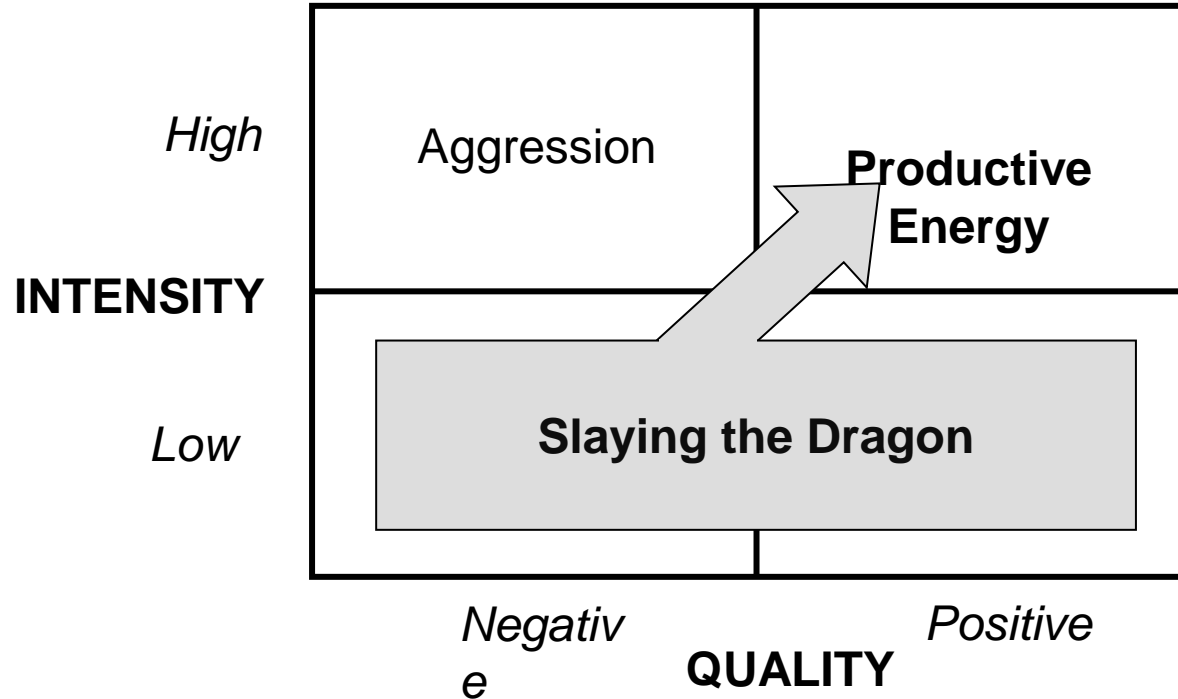 High
Aggression
Productive
Energy
INTENSITY
Low
Slaying the Dragon
Negativ
e
Positive
QUALITY